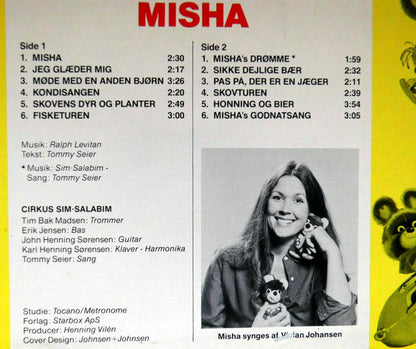 MISHA
Side 1
1. MISHA 2:30
2. JEG GLÆDER MIG 2:17
3. MØDE MED EN ANDEN BJØRN 3:26
4. KONDISANGEN 2:20
5. SKOVENS DYR OG PLANTER 2:49
6. FISKETUREN 3:00
Side 2
1. MISHA's DRØMME * 1:59
2. SIKKE DEJLIGE BÆR 2:32
3. PAS PÅ, DER ER EN JÆGER 2:11
4. SKOVTUREN 2:39
5. HONNING OG BIER 3:54
6. MISHA's GODNATSANG 3:05
Musik: Ralph Levitan
Tekst: Tommy Seier
* Musik: Sim-Salabim -
Sang: Tommy Seier
CIRKUS SIM-SALABIM
Tim Bak Madsen: Trommer
Erik Jensen: Bas
John Henning Sørensen: Guitar
Karl Henning Sørensen: Klaver - Harmonika
Tommy Seier: Sang
Studie: Tocano/Metronome
Forlag: Starbox ApS
Producer: Henning Vilén
Cover Design: Johnsen+Johnsen
Misha synges af Vivian Johansen